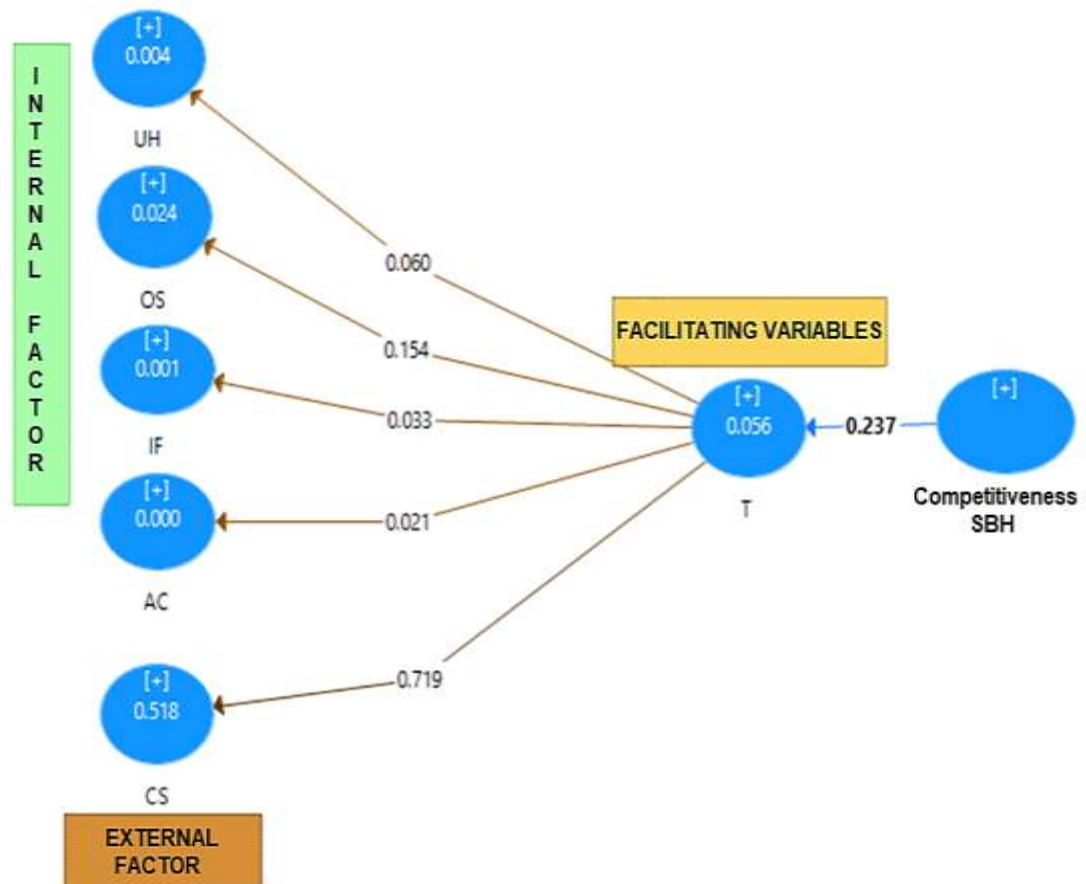 INTERNAL FACTOR
[+]
0.004
UH
[+]
0.024
OS
[+]
0.001
IF
[+]
0.000
AC
[+]
0.518
CS
EXTERNAL
FACTOR
0.060
0.154
0.033
0.021
0.719
FACILITATING VARIABLES
[+]
0.056
T
0.237
[+]
Competitiveness
SBH